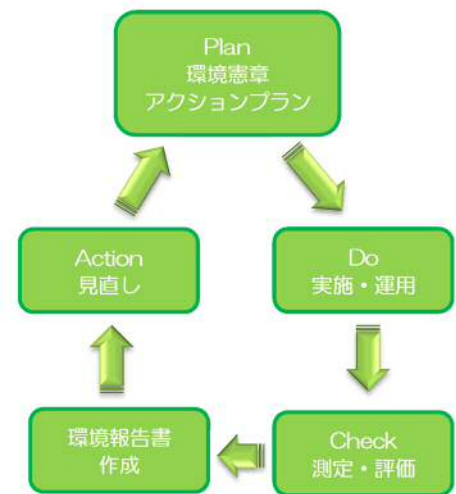 Plan
環境憲章
アクションプラン
Do
実施・運用
Check
測定・評価
環境報告書
作成
Action
見直し